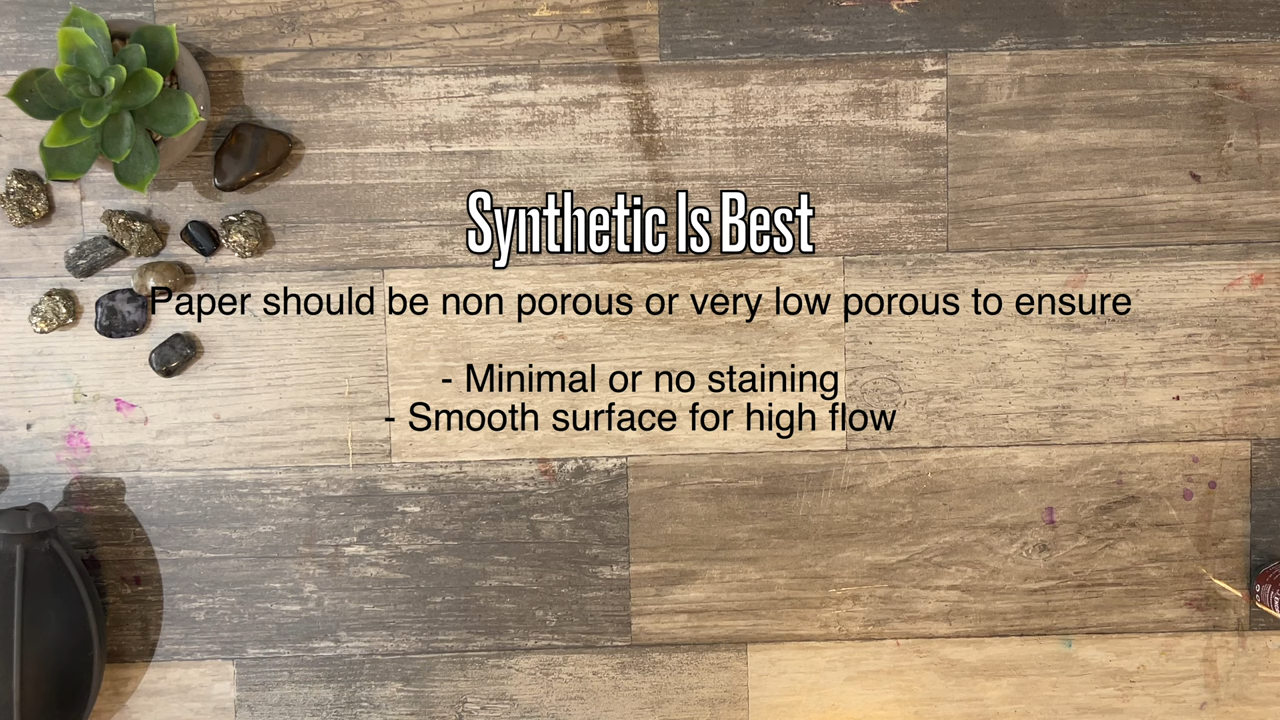 Synthetic Is Best
Paper should be non porous or very low porous to ensure
- Minimal or no staining
- Smooth surface for high flow